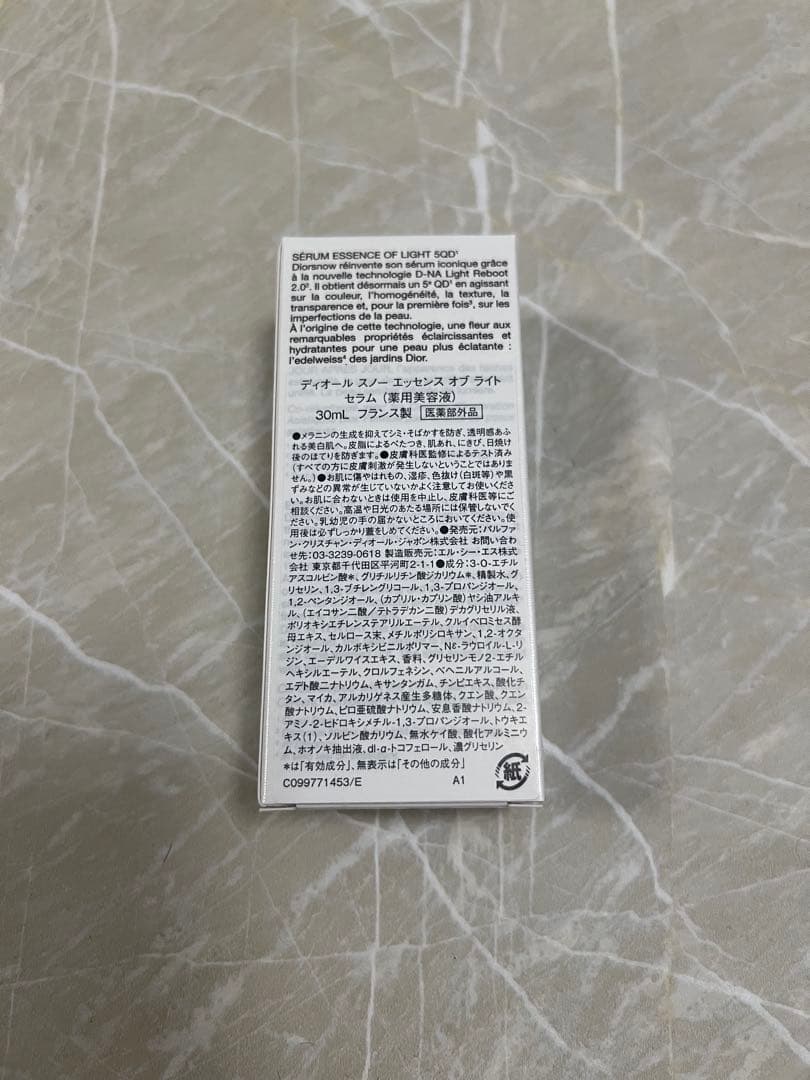 SÉRUM ESSENCE OF LIGHT 5QD¹
Diorsnow réinvente son sérum iconique grâce
à la nouvelle technologie D-NA Light Reboot
2.0². Il obtient désormais un 5ᵉ QD¹ en agissant
sur la couleur, l'homogénéité, la texture, la
transparence et, pour la première fois³, sur les
imperfections de la peau.
À l'origine de cette technologie, une fleur aux
remarquables propriétés éclaircissantes et
hydratantes pour une peau plus éclatante :
l'edelweiss⁴ des jardins Dior.
ディオール スノー エッセンス オブ ライト
セラム (薬用美容液)
30mL フランス製 医薬部外品
●メラニンの生成を抑えてシミ・そばかすを防ぎ、透明感あふ
れる美白肌へ。皮脂によるべたつき、肌あれ、にきび、日焼け
後のほてりを防ぎます。●皮膚科医監修によるテスト済み
(すべての方に皮膚刺激が発生しないということではありま
せん。)●お肌に傷やはれもの、湿疹、色抜け(白斑等)や黒
ずみなどの異常が生じていないかよく注意してお使いくださ
い。お肌に合わないときは使用を中止し、皮膚科医等にご
相談ください。高温や日光のあたる場所には保管しないでく
ださい。乳幼児の手の届かないところにおいてください。使
用後は必ずしっかり蓋をしめてください。●発売元:パルファ
ン・クリスチャン・ディオール・ジャポン株式会社 お問い合わ
せ先:03-3239-0618 製造販売元:エル・シー・エス株式会
社 東京都千代田区平河町2-1-1●成分:3-O-エチル
アスコルビン酸*、グリチルリチン酸ジカリウム*、精製水、グ
リセリン、1,3-ブチレングリコール、1,3-プロパンジオール、
1,2-ペンタンジオール、(カプリル・カプリン酸)ヤシ油アルキ
ル、(エイコサン二酸/テトラデカン二酸)デカグリセリル液、
ポリオキシエチレンステアリルエーテル、クルイベロミセス酵
母エキス、セルロース末、メチルポリシロキサン、1,2-オクタ
ンジオール、カルボキシビニルポリマー、Nε-ラウロイル-L-リ
ジン、エーデルワイスエキス、香料、グリセリンモノ2-エチル
ヘキシルエーテル、クロルフェネシン、ベヘニルアルコール、
エデト酸二ナトリウム、キサンタンガム、チンピエキス、酸化チ
タン、マイカ、アルカリゲネス産生多糖体、クエン酸、クエン
酸ナトリウム、ピロ亜硫酸ナトリウム、安息香酸ナトリウム、2-
アミノ-2-ヒドロキシメチル-1,3-プロパンジオール、トウキエ
キス(1)、ソルビン酸カリウム、無水ケイ酸、酸化アルミニウ
ム、ホオノキ抽出液、dl-α-トコフェロール、濃グリセリン
*は「有効成分」、無表示は「その他の成分」
紙
C099771453/E A1